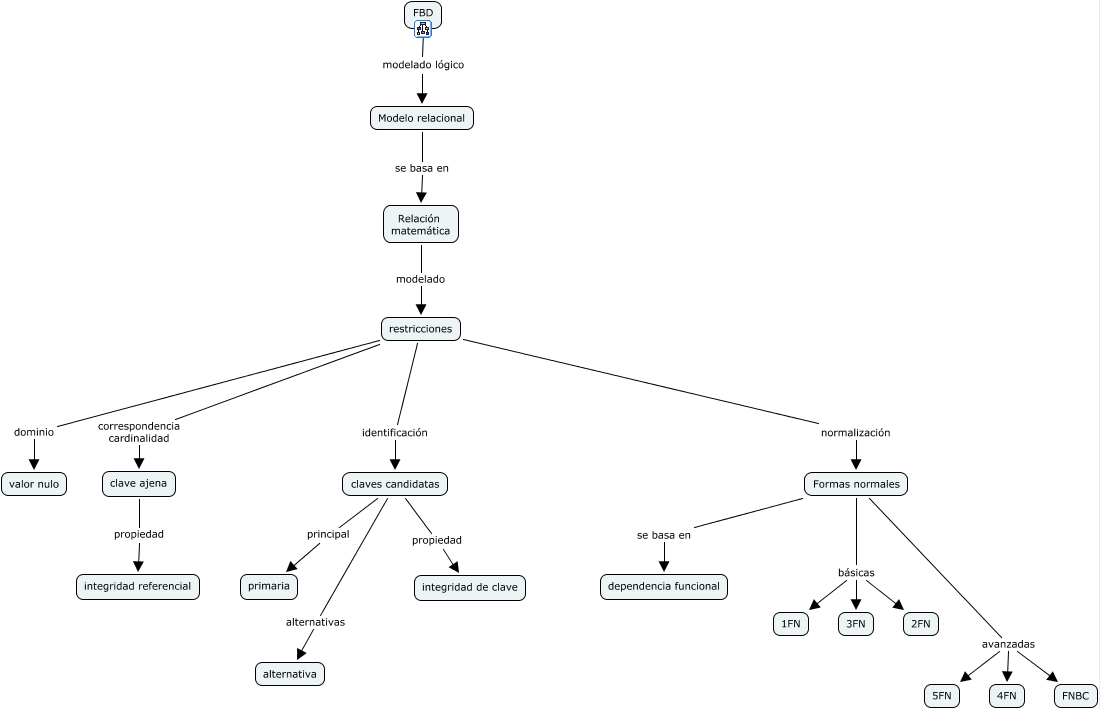 FBD
modelado lógico
Modelo relacional
se basa en
Relación
matemática
modelado
restricciones
dominio
correspondencia
cardinalidad
identificación
normalización
valor nulo
clave ajena
claves candidatas
Formas normales
propiedad
principal
propiedad
se basa en
integridad referencial
primaria
integridad de clave
dependencia funcional
básicas
alternativas
1FN
3FN
2FN
avanzadas
alternativa
5FN
4FN
FNBC